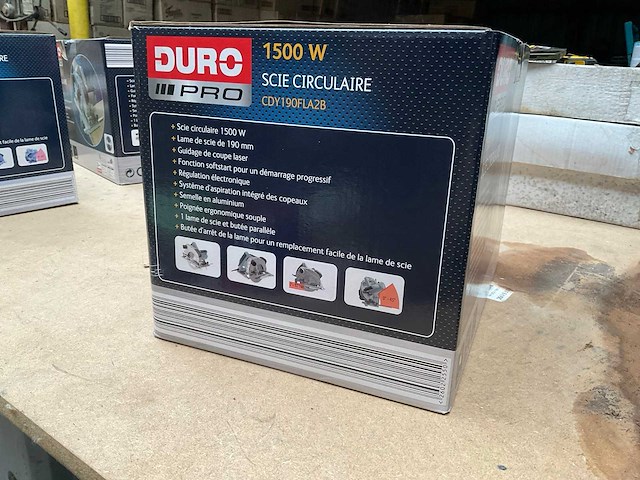 DURO
PRO
1500 W
SCIE CIRCULAIRE
CDY190FLA2B
+ Scie circulaire 1500 W
+ Lame de scie de 190 mm
+ Guidage de coupe laser
+ Fonction softstart pour un démarrage progressif
+ Régulation électronique
+ Système d'aspiration intégré des copeaux
+ Semelle en aluminium
+ Poignée ergonomique souple
+ 1 lame de scie et butée parallèle
+ Butée d'arrêt de la lame pour un remplacement facile de la lame de scie